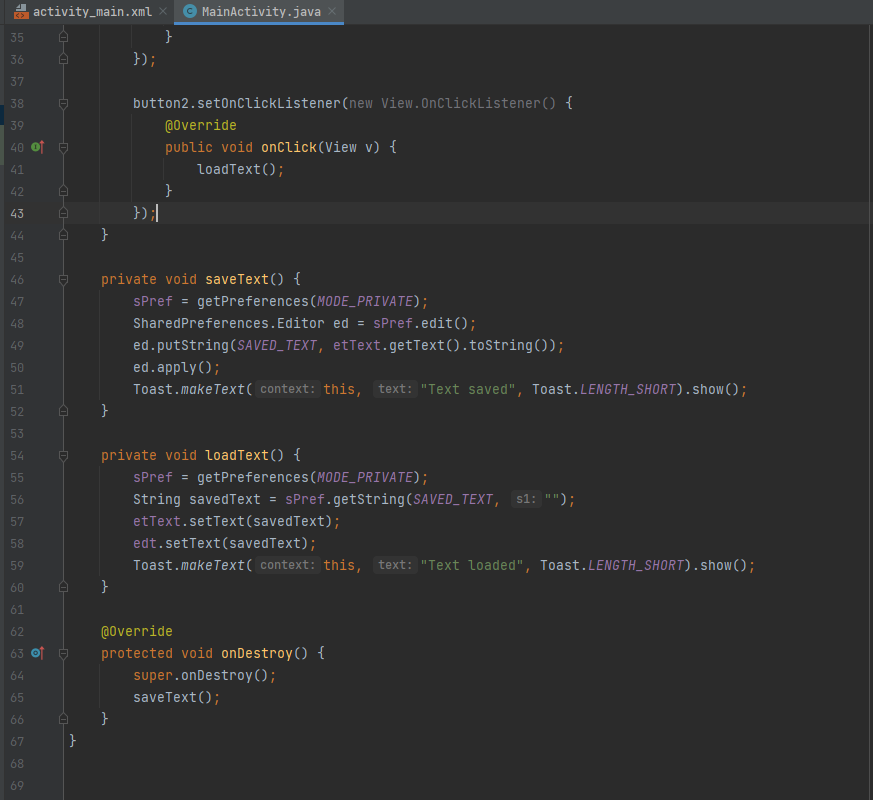 activity_main.xml MainActivity.java
35 }
36 });
37
38 button2.setOnClickListener(new View.OnClickListener() {
39 @Override
40 public void onClick(View v) {
41 loadText();
42 }
43 });
44 }
45
46 private void saveText() {
47 sPref = getPreferences(MODE_PRIVATE);
48 SharedPreferences.Editor ed = sPref.edit();
49 ed.putString(SAVED_TEXT, etText.getText().toString());
50 ed.apply();
51 Toast.makeText( context: this, text: "Text saved", Toast.LENGTH_SHORT).show();
52 }
53
54 private void loadText() {
55 sPref = getPreferences(MODE_PRIVATE);
56 String savedText = sPref.getString(SAVED_TEXT, s1: "");
57 etText.setText(savedText);
58 edt.setText(savedText);
59 Toast.makeText( context: this, text: "Text loaded", Toast.LENGTH_SHORT).show();
60 }
61
62 @Override
63 protected void onDestroy() {
64 super.onDestroy();
65 saveText();
66 }
67 }
68
69